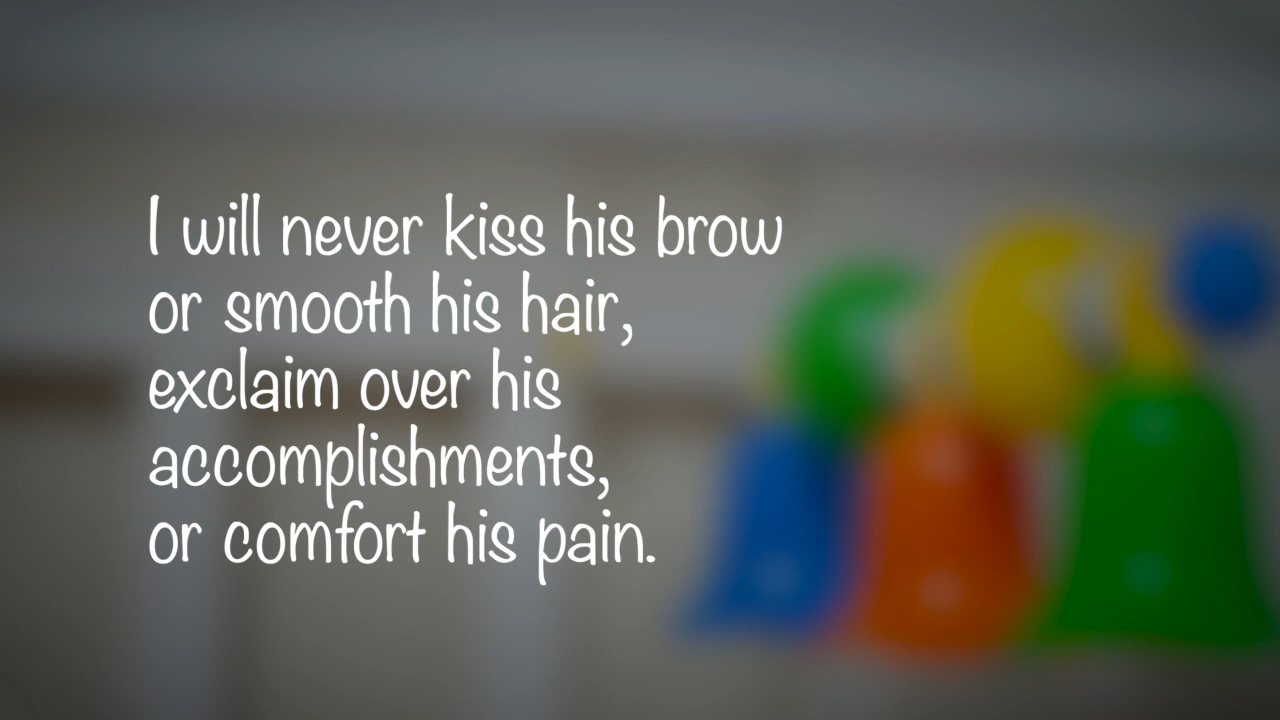 I will never kiss his brow
or smooth his hair,
exclaim over his
accomplishments,
or comfort his pain.